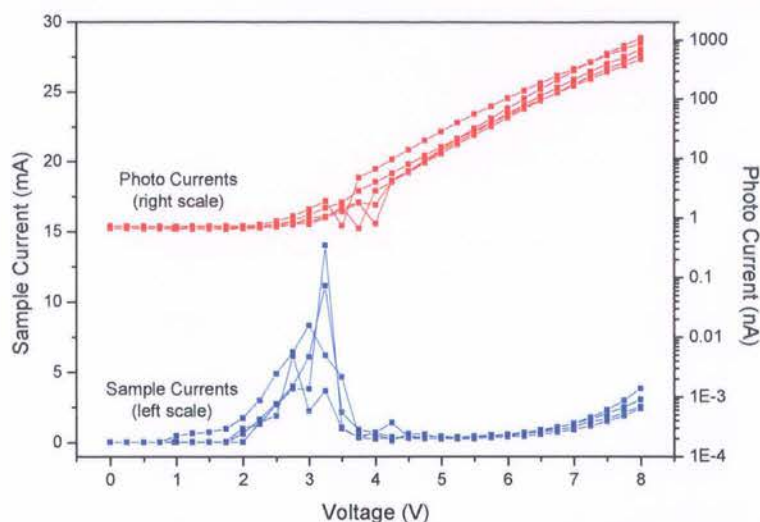 30
25
20
15
10
5
0
Sample Current (mA)
Photo Currents
(right scale)
Sample Currents
(left scale)
1000
100
10
1
0.1
0.01
1E-3
1E-4
Photo Current (nA)
0 1 2 3 4 5 6 7 8
Voltage (V)